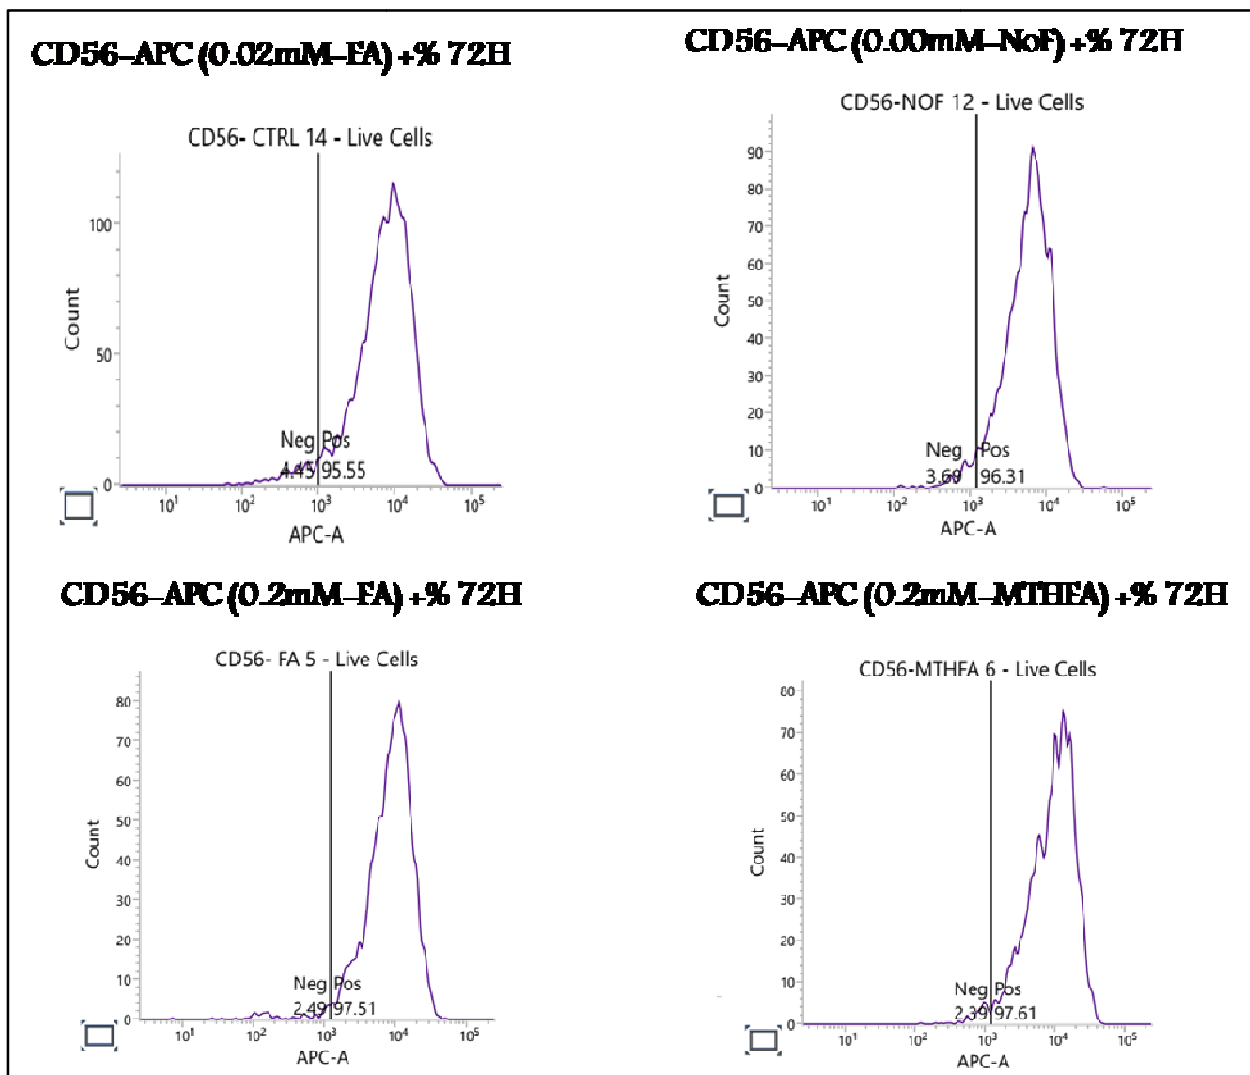 CD56–APC (0.02mM–FA) +% 72H
CD56- CTRL 14 - Live Cells
Count
100
50
0
Neg Pos
4.45 95.55
10¹ 10² 10³ 10⁴ 10⁵
APC-A
CD56–APC (0.00mM–NoF) +% 72H
CD56-NOF 12 - Live Cells
Count
90
80
70
60
50
40
30
20
10
0
Neg Pos
3.69 96.31
10¹ 10² 10³ 10⁴ 10⁵
APC-A
CD56–APC (0.2mM–FA) +% 72H
CD56- FA 5 - Live Cells
Count
80
70
60
50
40
30
20
10
0
Neg Pos
2.49 97.51
10¹ 10² 10³ 10⁴ 10⁵
APC-A
CD56–APC (0.2mM–MTHFA) +% 72H
CD56-MTHFA 6 - Live Cells
Count
80
70
60
50
40
30
20
10
0
Neg Pos
2.39 97.61
10¹ 10² 10³ 10⁴ 10⁵
APC-A